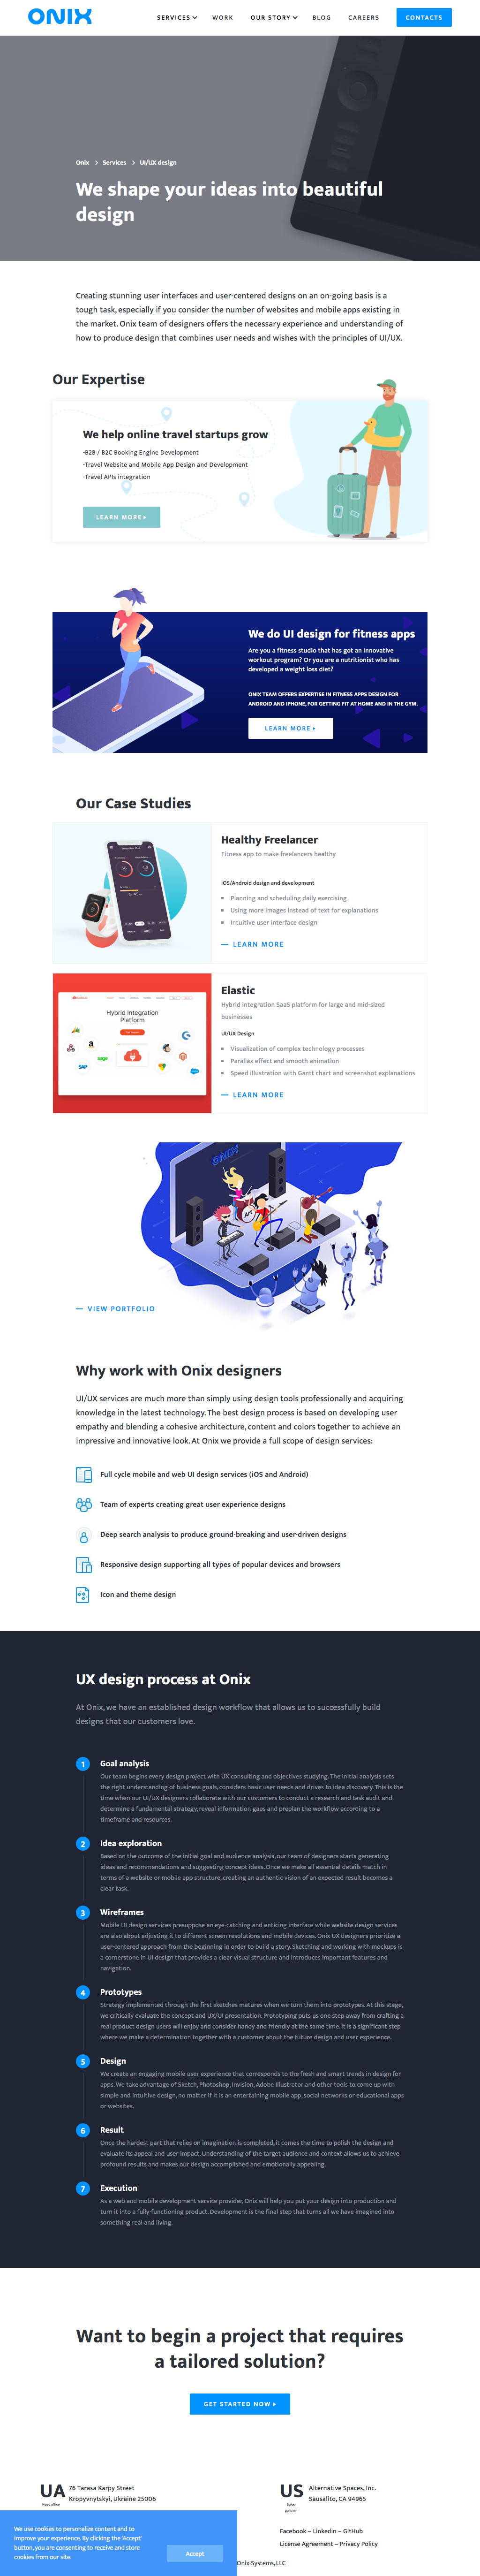 ONIX
SERVICES WORK OUR STORY BLOG CAREERS CONTACTS
Onix Services UI/UX design
We shape your ideas into beautiful
design
Creating stunning user interfaces and user-centered designs on an on-going basis is a
tough task, especially if you consider the number of websites and mobile apps existing in
the market. Onix team of designers offers the necessary experience and understanding of
how to produce design that combines user needs and wishes with the principles of UI/UX.
Our Expertise
We help online travel startups grow
-B2B / B2C Booking Engine Development
-Travel Website and Mobile App Design and Development
-Travel APIs integration
LEARN MORE
We do UI design for fitness apps
Are you a fitness studio that has got an innovative
workout program? Or you are a nutritionist who has
developed a weight loss diet?
ONIX TEAM OFFERS EXPERTISE IN FITNESS APPS DESIGN FOR
ANDROID AND IPHONE, FOR GETTING FIT AT HOME AND IN THE GYM.
LEARN MORE
Our Case Studies
Healthy Freelancer
Fitness app to make freelancers healthy
iOS/Android design and development
Planning and scheduling daily exercising
Using more images instead of text for explanations
Intuitive user interface design
LEARN MORE
Hybrid Integration
Platform
SAP
sage
Elastic
Hybrid integration SaaS platform for large and mid-sized
businesses
UI/UX Design
Visualization of complex technology processes
Parallax effect and smooth animation
Speed illustration with Gantt chart and screenshot explanations
LEARN MORE
ONIX
VIEW PORTFOLIO
Why work with Onix designers
UI/UX services are much more than simply using design tools professionally and acquiring
knowledge in the latest technology. The best design process is based on developing user
empathy and blending a cohesive architecture, content and colors together to achieve an
impressive and innovative look. At Onix we provide a full scope of design services:
Full cycle mobile and web UI design services (iOS and Android)
Team of experts creating great user experience designs
Deep search analysis to produce ground-breaking and user-driven designs
Responsive design supporting all types of popular devices and browsers
Icon and theme design
UX design process at Onix
At Onix, we have an established design workflow that allows us to successfully build
designs that our customers love.
1 Goal analysis
Our team begins every design project with UX consulting and objectives studying. The initial analysis sets
the right understanding of business goals, considers basic user needs and drives to idea discovery. This is the
time when our UI/UX designers collaborate with our customers to conduct a research and task audit and
determine a fundamental strategy, reveal information gaps and preplan the workflow according to a
timeframe and resources.
2 Idea exploration
Based on the outcome of the initial goal and audience analysis, our team of designers starts generating
ideas and recommendations and suggesting concept ideas. Once we make all essential details match in
terms of a website or mobile app structure, creating an authentic vision of an expected result becomes a
clear task.
3 Wireframes
Mobile UI design services presuppose an eye-catching and enticing interface while website design services
are also about adjusting it to different screen resolutions and mobile devices. Onix UX designers prioritize a
user-centered approach from the beginning in order to build a story. Sketching and working with mockups is
a cornerstone in UI design that provides a clear visual structure and introduces important features and
navigation.
4 Prototypes
Strategy implemented through the first sketches matures when we turn them into prototypes. At this stage,
we critically evaluate the concept and UX/UI presentation. Prototyping puts us one step away from crafting a
real product design users will enjoy and consider handy and friendly at the same time. It is a significant step
where we make a determination together with a customer about the future design and user experience.
5 Design
We create an engaging mobile user experience that corresponds to the fresh and smart trends in design for
apps. We take advantage of Sketch, Photoshop, Invision, Adobe Illustrator and other tools to come up with
simple and intuitive design, no matter if it is an entertaining mobile app, social networks or educational apps
or websites.
6 Result
Once the hardest part that relies on imagination is completed, it comes the time to polish the design and
evaluate its appeal and user impact. Understanding of the target audience and context allows us to achieve
profound results and makes our design accomplished and emotionally appealing.
7 Execution
As a web and mobile development service provider, Onix will help you put your design into production and
turn it into a fully-functioning product. Development is the final step that turns all we have imagined into
something real and living.
Want to begin a project that requires
a tailored solution?
GET STARTED NOW
UA
Head office
76 Tarasa Karpy Street
Kropyvnytskyi, Ukraine 25006
US
Sales
partner
Alternative Spaces, Inc.
Sausalito, CA 94965
Facebook – Linkedin – GitHub
License Agreement – Privacy Policy
Onix-Systems, LLC
We use cookies to personalize content and to
improve your experience. By clicking the 'Accept'
button, you are consenting to receive and store
cookies from our site.
Accept